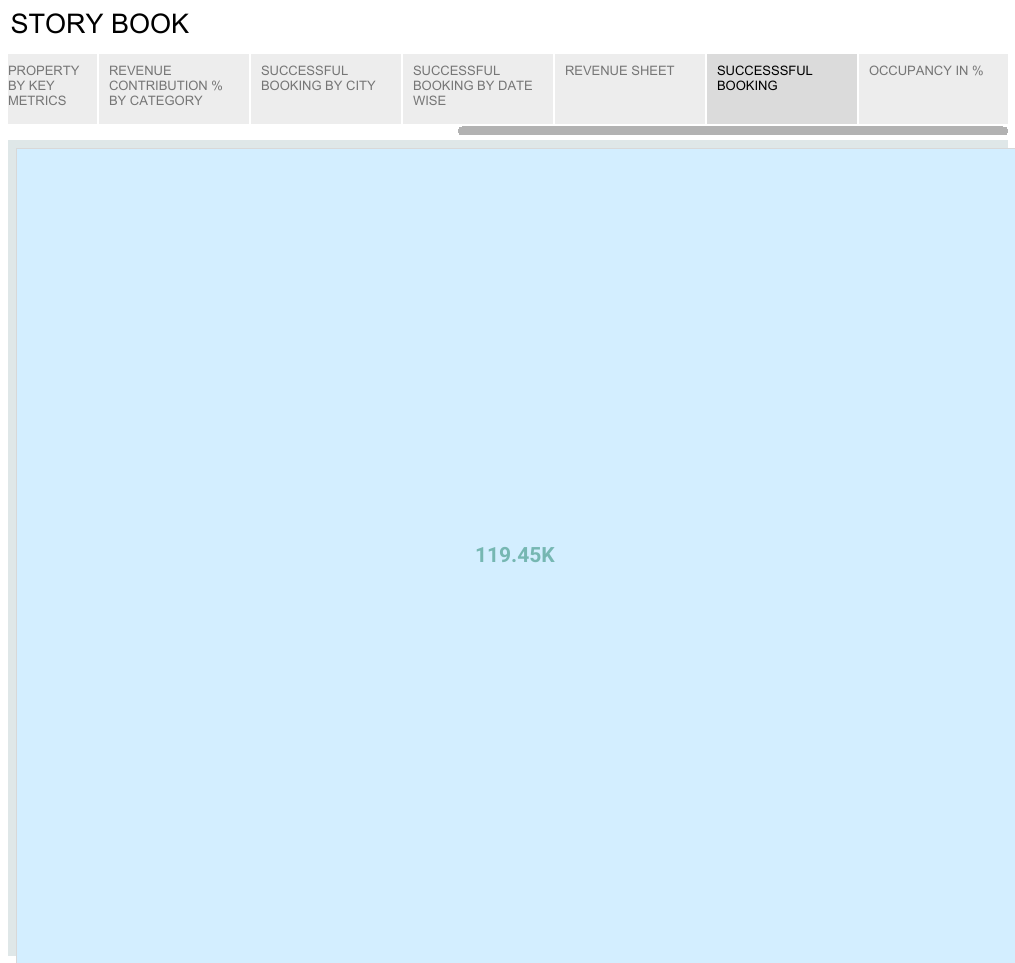 STORY BOOK
PROPERTY
BY KEY
METRICS
REVENUE
CONTRIBUTION %
BY CATEGORY
SUCCESSFUL
BOOKING BY CITY
SUCCESSFUL
BOOKING BY DATE
WISE
REVENUE SHEET
SUCCESSSFUL
BOOKING
OCCUPANCY IN %
119.45K